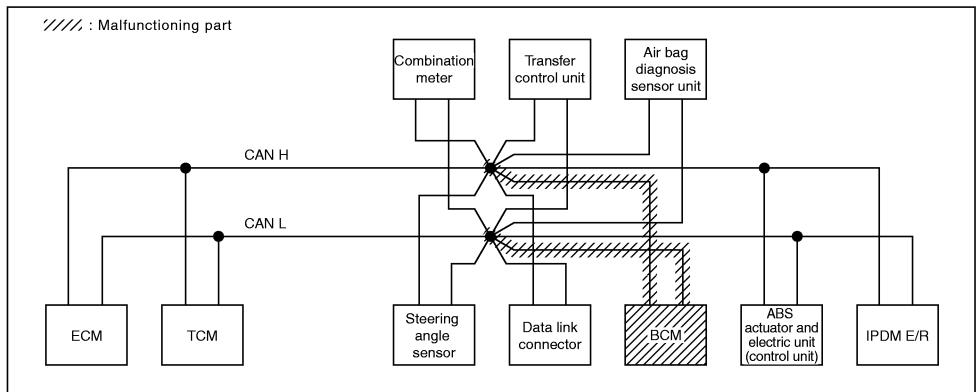 : Malfunctioning part
Combination
meter
Transfer
control unit
Air bag
diagnosis
sensor unit
CAN H
CAN L
ECM
TCM
Steering
angle
sensor
Data link
connector
BCM
ABS
actuator and
electric unit
(control unit)
IPDM E/R